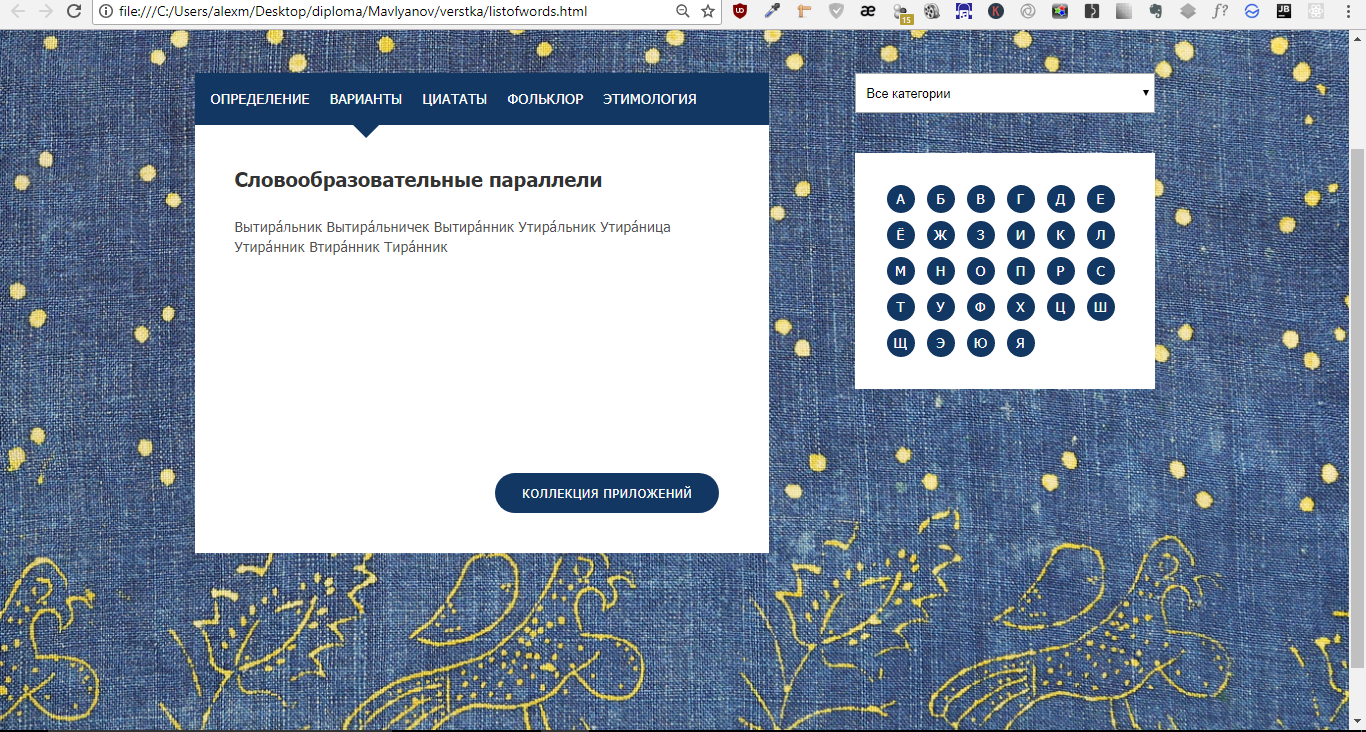 file:///C:/Users/alexm/Desktop/diploma/Mavlyanov/verstka/listofwords.html
15
JB
f?
ОПРЕДЕЛЕНИЕ ВАРИАНТЫ ЦИАТАТЫ ФОЛЬКЛОР ЭТИМОЛОГИЯ
Словообразовательные параллели
Вытира́льник Вытира́льничек Вытира́нник Утира́льник Утира́ница
Утира́нник Втира́нник Тира́нник
КОЛЛЕКЦИЯ ПРИЛОЖЕНИЙ
Все категории
А Б В Г Д Е
Ё Ж З И К Л
М Н О П Р С
Т У Ф Х Ц Ш
Щ Э Ю Я